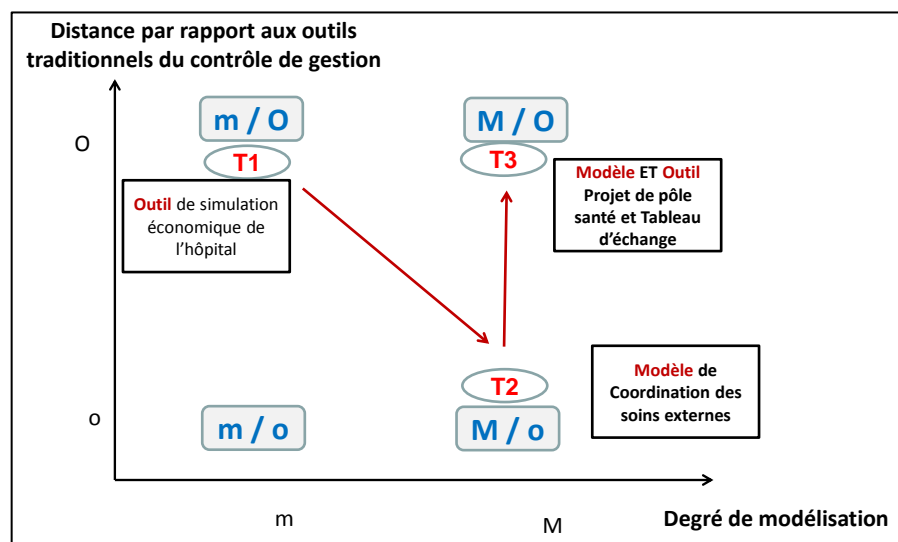 Distance par rapport aux outils
traditionnels du contrôle de gestion
O
m / O
M / O
T1
T3
Outil de simulation
économique de
l'hôpital
Modèle ET Outil
Projet de pôle
santé et Tableau
d'échange
T2
Modèle de
Coordination des
soins externes
o
m / o
M / o
m
M
Degré de modélisation